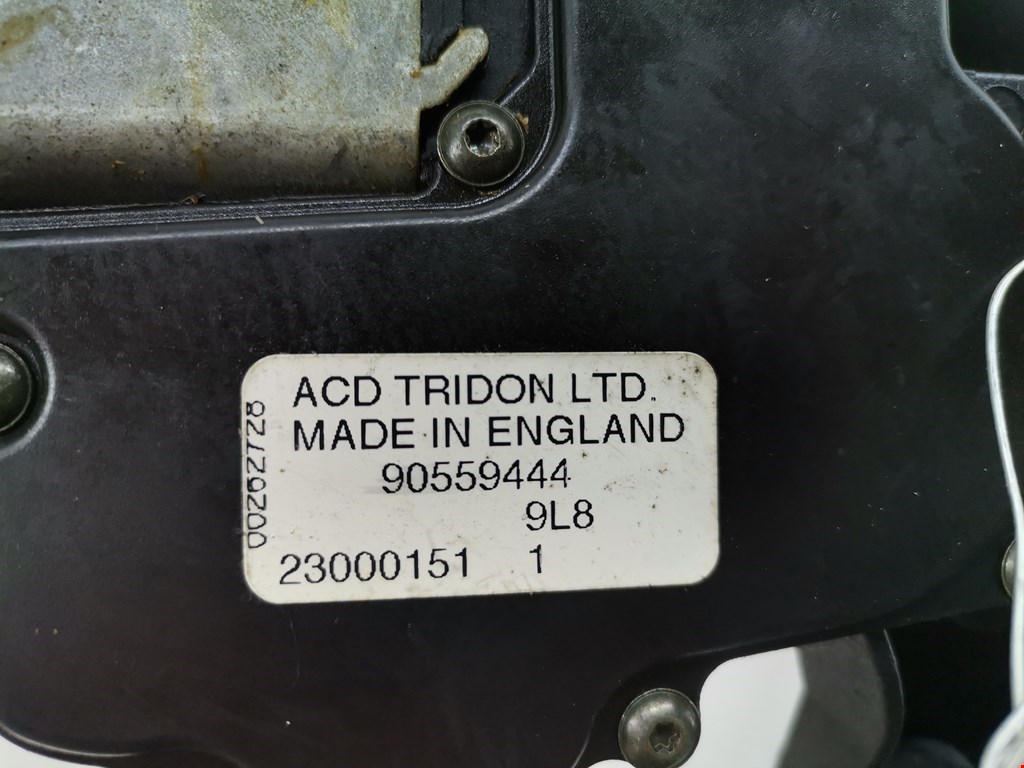 ACD TRIDON LTD.
MADE IN ENGLAND
90559444
9L8
23000151 1
00262728